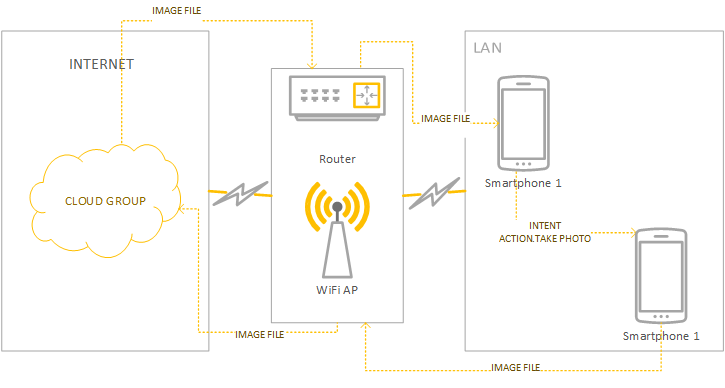 IMAGE FILE
INTERNET
LAN
IMAGE FILE
Router
Smartphone 1
CLOUD GROUP
INTENT
ACTION.TAKE PHOTO
WiFi AP
IMAGE FILE
Smartphone 1
IMAGE FILE